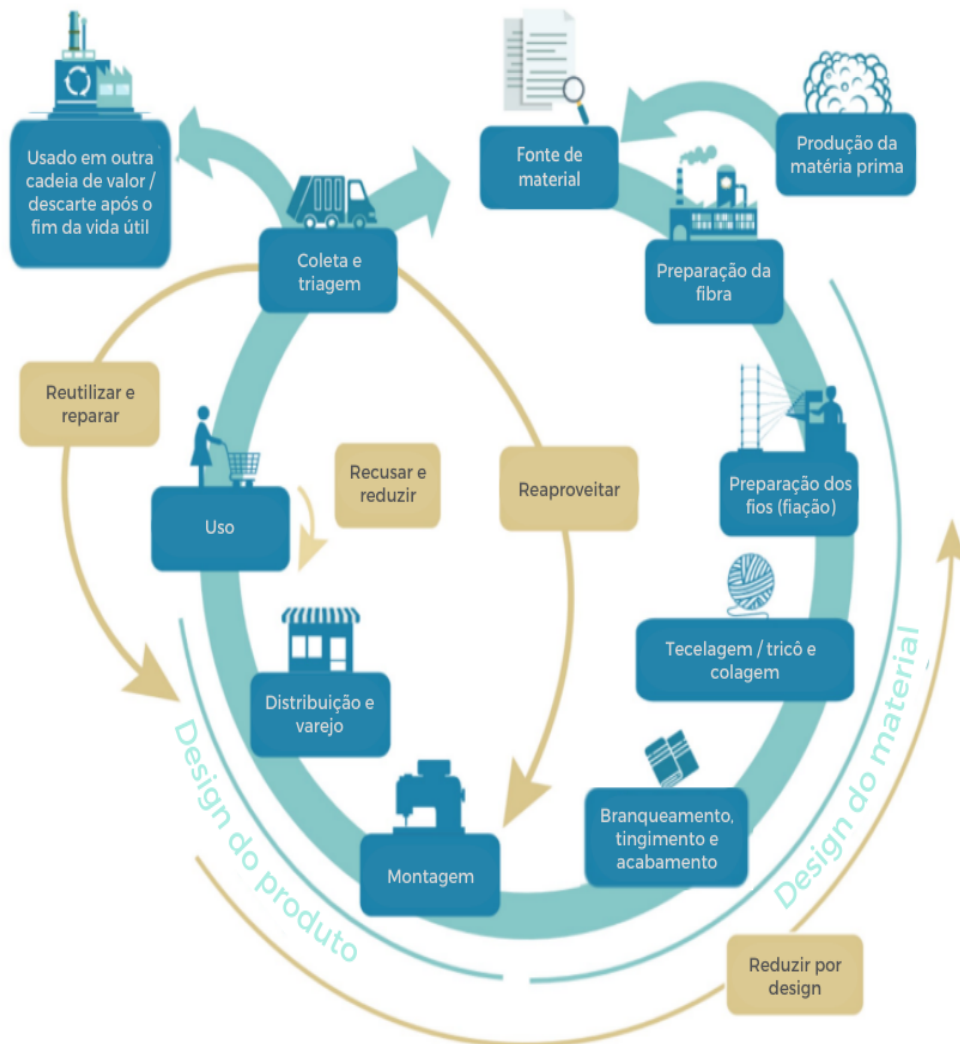 Usado em outra
cadeia de valor /
descarte após o
fim da vida útil
Fonte de
material
Produção da
matéria prima
Coleta e
triagem
Preparação da
fibra
Reutilizar e
reparar
Recusar e
reduzir
Reaproveitar
Preparação dos
fios (fiação)
Uso
Tecelagem / tricô e
colagem
Distribuição e
varejo
Branqueamento,
tingimento e
acabamento
Montagem
Design do produto
Design do material
Reduzir por
design